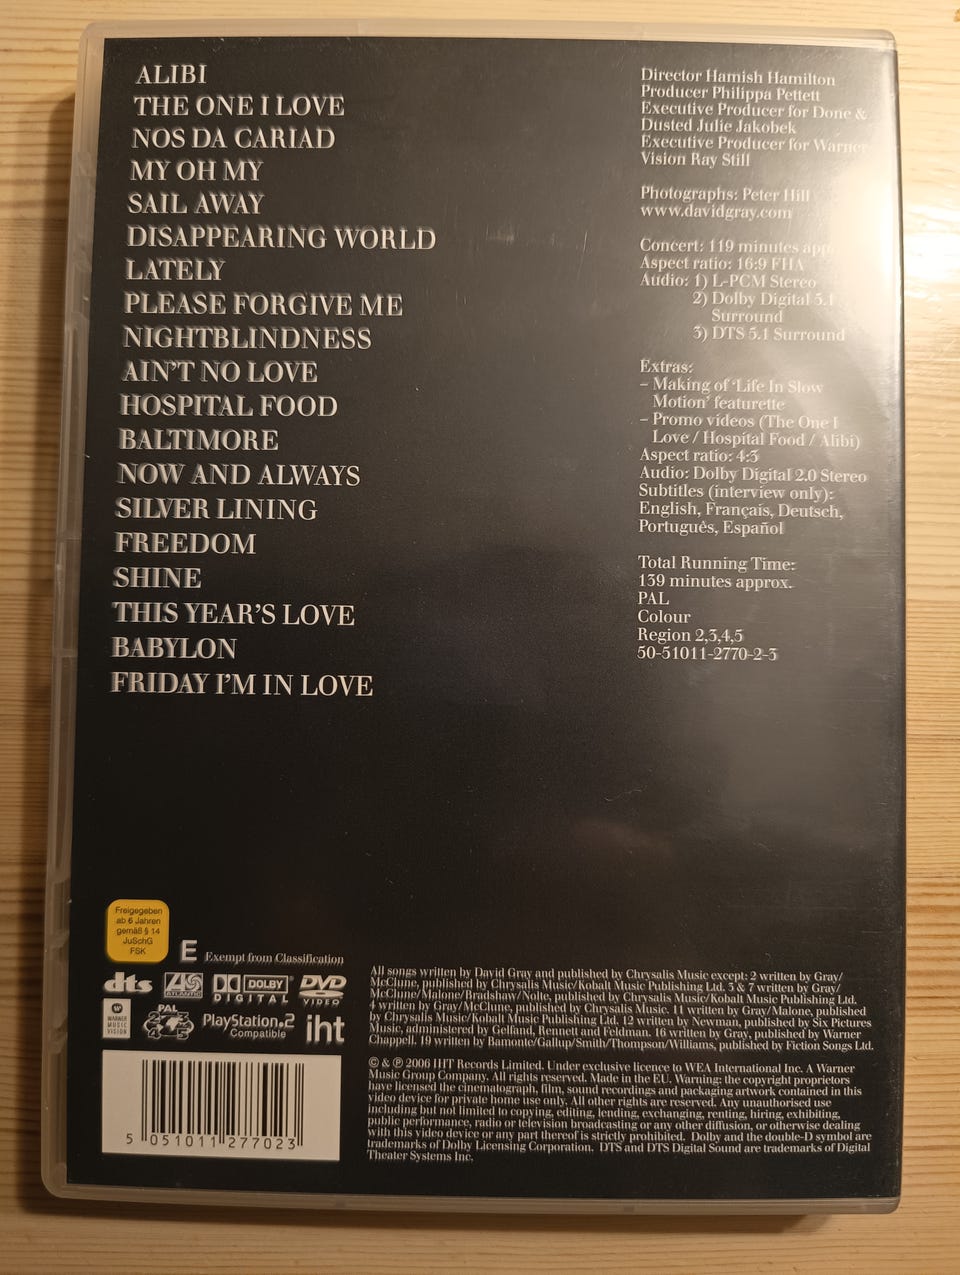 ALIBI
THE ONE I LOVE
NOS DA CARIAD
MY OH MY
SAIL AWAY
DISAPPEARING WORLD
LATELY
PLEASE FORGIVE ME
NIGHTBLINDNESS
AIN'T NO LOVE
HOSPITAL FOOD
BALTIMORE
NOW AND ALWAYS
SILVER LINING
FREEDOM
SHINE
THIS YEAR'S LOVE
BABYLON
FRIDAY I'M IN LOVE
Director Hamish Hamilton
Producer Philippa Pettett
Executive Producer for Done &
Dusted Julie Jakobek
Executive Producer for Warner
Vision Ray Still
Photographs: Peter Hill
www.davidgray.com
Concert: 119 minutes app
Aspect ratio: 16:9 FHA
Audio: 1) L-PCM Stereo
2) Dolby Digital 5.1
Surround
3) DTS 5.1 Surround
Extras:
– Making of 'Life In Slow
Motion' featurette
– Promo videos (The One I
Love / Hospital Food / Alibi)
Aspect ratio: 4:3
Audio: Dolby Digital 2.0 Stereo
Subtitles (interview only):
English, Français, Deutsch,
Português, Español
Total Running Time:
139 minutes approx.
PAL
Colour
Region 2,3,4,5
50-51011-2770-2-3
Freigegeben
ab 6 Jahren
gemäß § 14
JuSchG
FSK
E Exempt from Classification
dts
ATLANTIC
DOLBY
DIGITAL
DVD
VIDEO
WARNER
MUSIC
VISION
PAL
2 3
4 5
PlayStation.2
Compatible
iht
5 051011 277023
All songs written by David Gray and published by Chrysalis Music except: 2 written by Gray/
McClune, published by Chrysalis Music/Kobalt Music Publishing Ltd. 5 & 7 written by Gray/
McClune/Malone/Bradshaw/Nolte, published by Chrysalis Music/Kobalt Music Publishing Ltd.
4 written by Gray/McClune, published by Chrysalis Music. 11 written by Gray/Malone, published
by Chrysalis Music/Kobalt Music Publishing Ltd. 12 written by Newman, published by Six Pictures
Music, administered by Gelfand, Rennett and Feldman. 16 written by Gray, published by Warner
Chappell. 19 written by Bamonte/Gallup/Smith/Thompson/Williams, published by Fiction Songs Ltd.
© & ℗ 2006 IHT Records Limited. Under exclusive licence to WEA International Inc. A Warner
Music Group Company. All rights reserved. Made in the EU. Warning: the copyright proprietors
have licensed the cinematograph, film, sound recordings and packaging artwork contained in this
video device for private home use only. All other rights are reserved. Any unauthorised use
including but not limited to copying, editing, lending, exchanging, renting, hiring, exhibiting,
public performance, radio or television broadcasting or any other diffusion, or otherwise dealing
with this video device or any part thereof is strictly prohibited. Dolby and the double-D symbol are
trademarks of Dolby Licensing Corporation. DTS and DTS Digital Sound are trademarks of Digital
Theater Systems Inc.